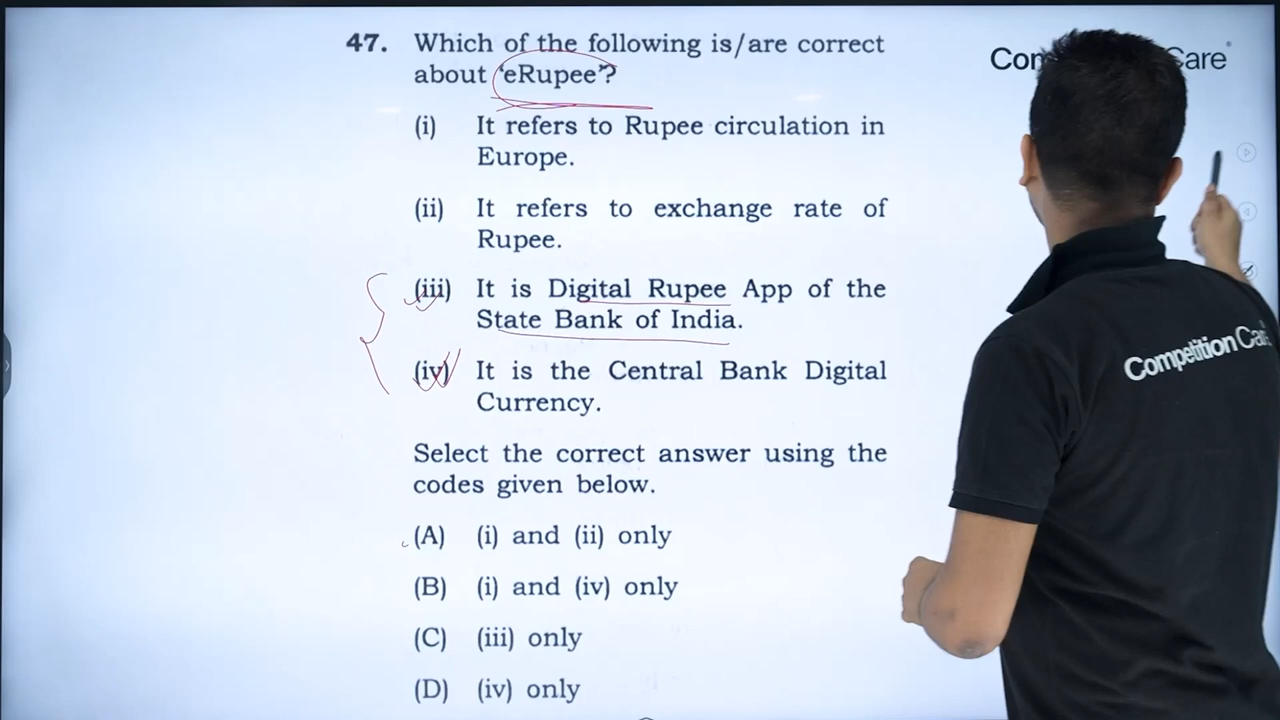 47. Which of the following is/are correct
about 'eRupee'?
(i) It refers to Rupee circulation in
Europe.
(ii) It refers to exchange rate of
Rupee.
(iii) It is Digital Rupee App of the
State Bank of India.
(iv) It is the Central Bank Digital
Currency.
Select the correct answer using the
codes given below.
(A) (i) and (ii) only
(B) (i) and (iv) only
(C) (iii) only
(D) (iv) only
Care
Competition